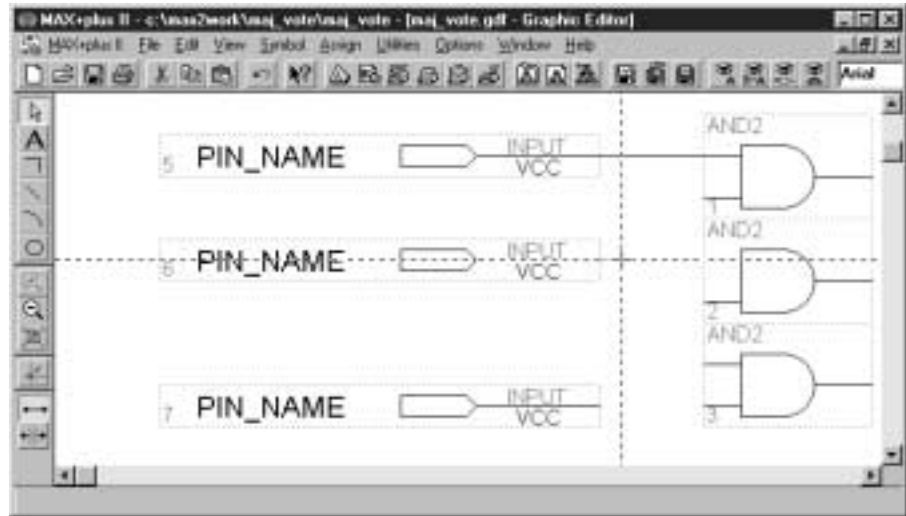 MAX+plus II - c:\max2work\maj_vote\maj_vote - [maj_vote.gdf - Graphic Editor]
MAX+plus II File Edit View Symbol Assign Utilities Options Window Help
Arial
A
AND2
5 PIN_NAME INPUT
VCC
1
AND2
6 PIN_NAME INPUT
VCC
2
AND2
7 PIN_NAME INPUT
VCC
3